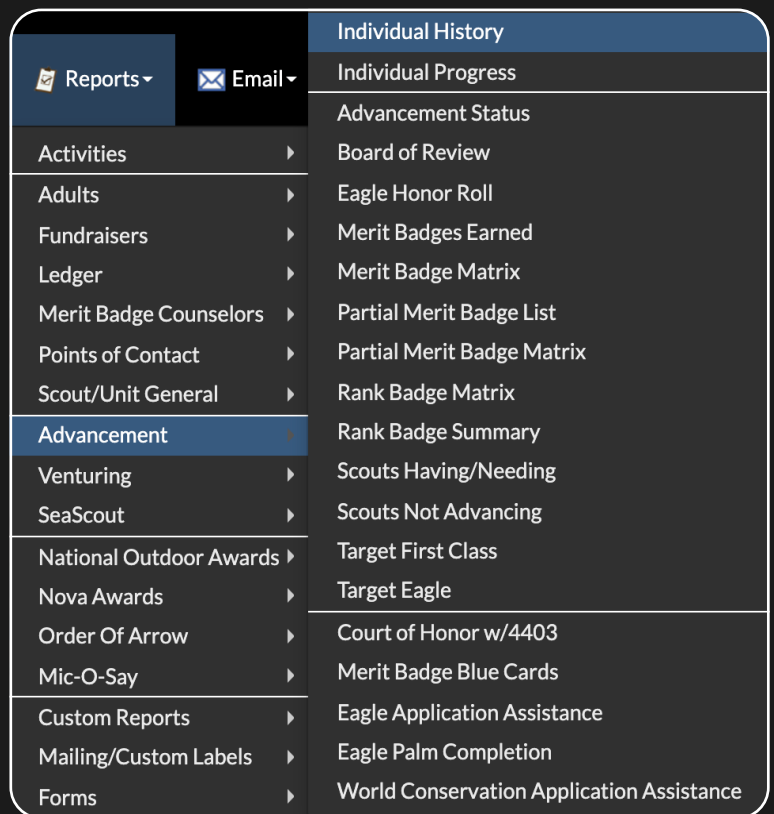 Reports
Email
Activities
Adults
Fundraisers
Ledger
Merit Badge Counselors
Points of Contact
Scout/Unit General
Advancement
Venturing
SeaScout
National Outdoor Awards
Nova Awards
Order Of Arrow
Mic-O-Say
Custom Reports
Mailing/Custom Labels
Forms
Individual History
Individual Progress
Advancement Status
Board of Review
Eagle Honor Roll
Merit Badges Earned
Merit Badge Matrix
Partial Merit Badge List
Partial Merit Badge Matrix
Rank Badge Matrix
Rank Badge Summary
Scouts Having/Needing
Scouts Not Advancing
Target First Class
Target Eagle
Court of Honor w/4403
Merit Badge Blue Cards
Eagle Application Assistance
Eagle Palm Completion
World Conservation Application Assistance